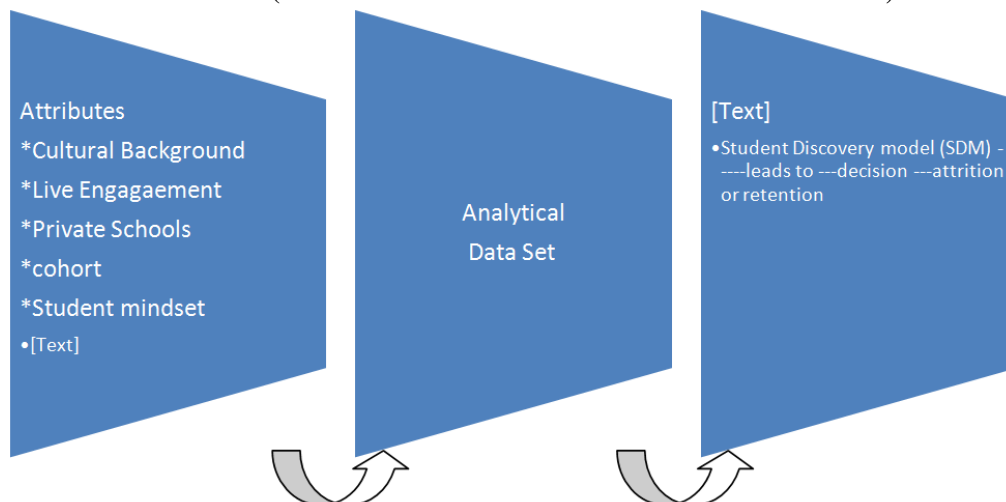 Attributes
*Cultural Background
*Live Engagaement
*Private Schools
*cohort
*Student mindset
•[Text]
Analytical
Data Set
[Text]
•Student Discovery model (SDM) -
----leads to ---decision ---attrition
or retention